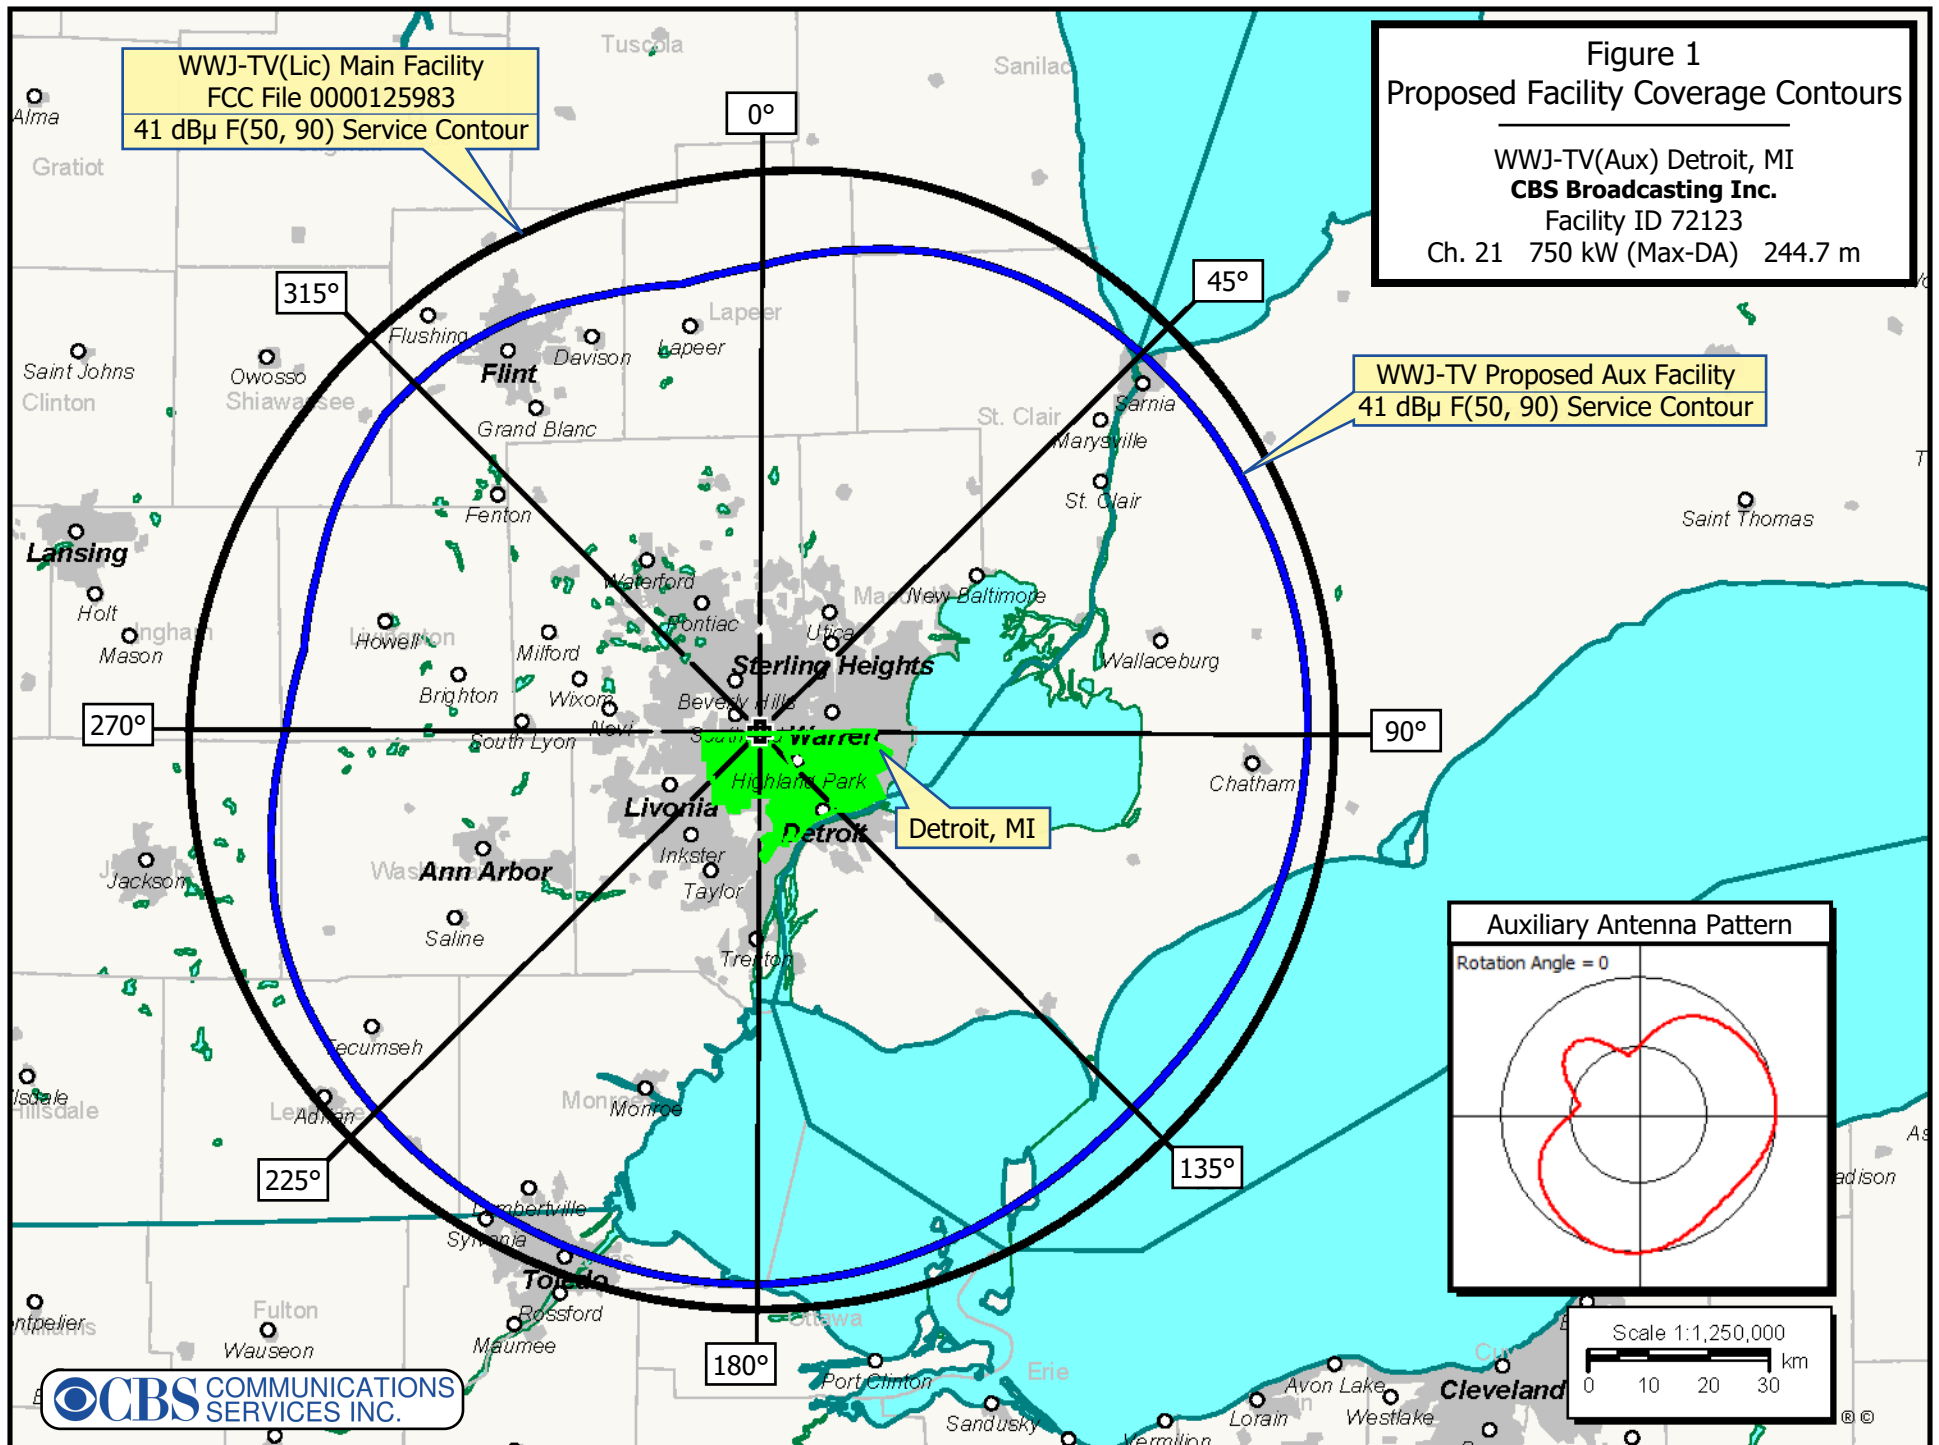 Figure 1
Proposed Facility Coverage Contours
WWJ-TV(Aux) Detroit, MI
CBS Broadcasting Inc.
Facility ID 72123
Ch. 21 750 kW (Max-DA) 244.7 m
WWJ-TV(Lic) Main Facility
FCC File 0000125983
41 dBµ F(50, 90) Service Contour
Tuscola
Sanilac
Alma
Gratiot
0°
315°
45°
Flushing
Lapeer
Davison
Lapeer
Flint
Saint Johns
Clinton
Owosso
Shiawassee
WWJ-TV Proposed Aux Facility
41 dBµ F(50, 90) Service Contour
Grand Blanc
St. Clair
Sarnia
Marysville
St. Clair
Fenton
Saint Thomas
Lansing
Holt
Ingham
Mason
Waterford
Pontiac
New Baltimore
Utica
Livingston
Howell
Milford
Sterling Heights
Wallaceburg
Brighton
Wixom
Beverly Hills
Novi
South Lyon
270°
90°
Warren
Highland Park
Chatham
Livonia
Detroit
Detroit, MI
Inkster
Taylor
Jackson
Ann Arbor
Saline
Trenton
Auxiliary Antenna Pattern
Rotation Angle = 0
Tecumseh
Hillsdale
Adrian
Monroe
Monroe
225°
135°
Lambertville
Sylvania
Toledo
Rossford
Maumee
Fulton
Wauseon
Ottawa
180°
Port Clinton
Erie
Sandusky
Vermilion
Lorain
Avon Lake
Westlake
Cleveland
Scale 1:1,250,000
km
0 10 20 30
CBS COMMUNICATIONS
SERVICES INC.
® ©